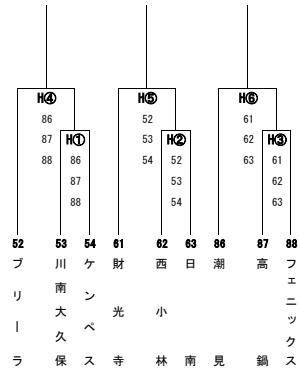 H④ H⑤ H⑥
86 52 61
87 H① 53 H② 62 H③
88 86 54 52 63 61
87 53 62
88 54 63
52 53 54 61 62 63 86 87 88
ブリーラ
川南大久保
ケンペス
財光寺
西小林
日南
潮見
高鍋
フェニックス